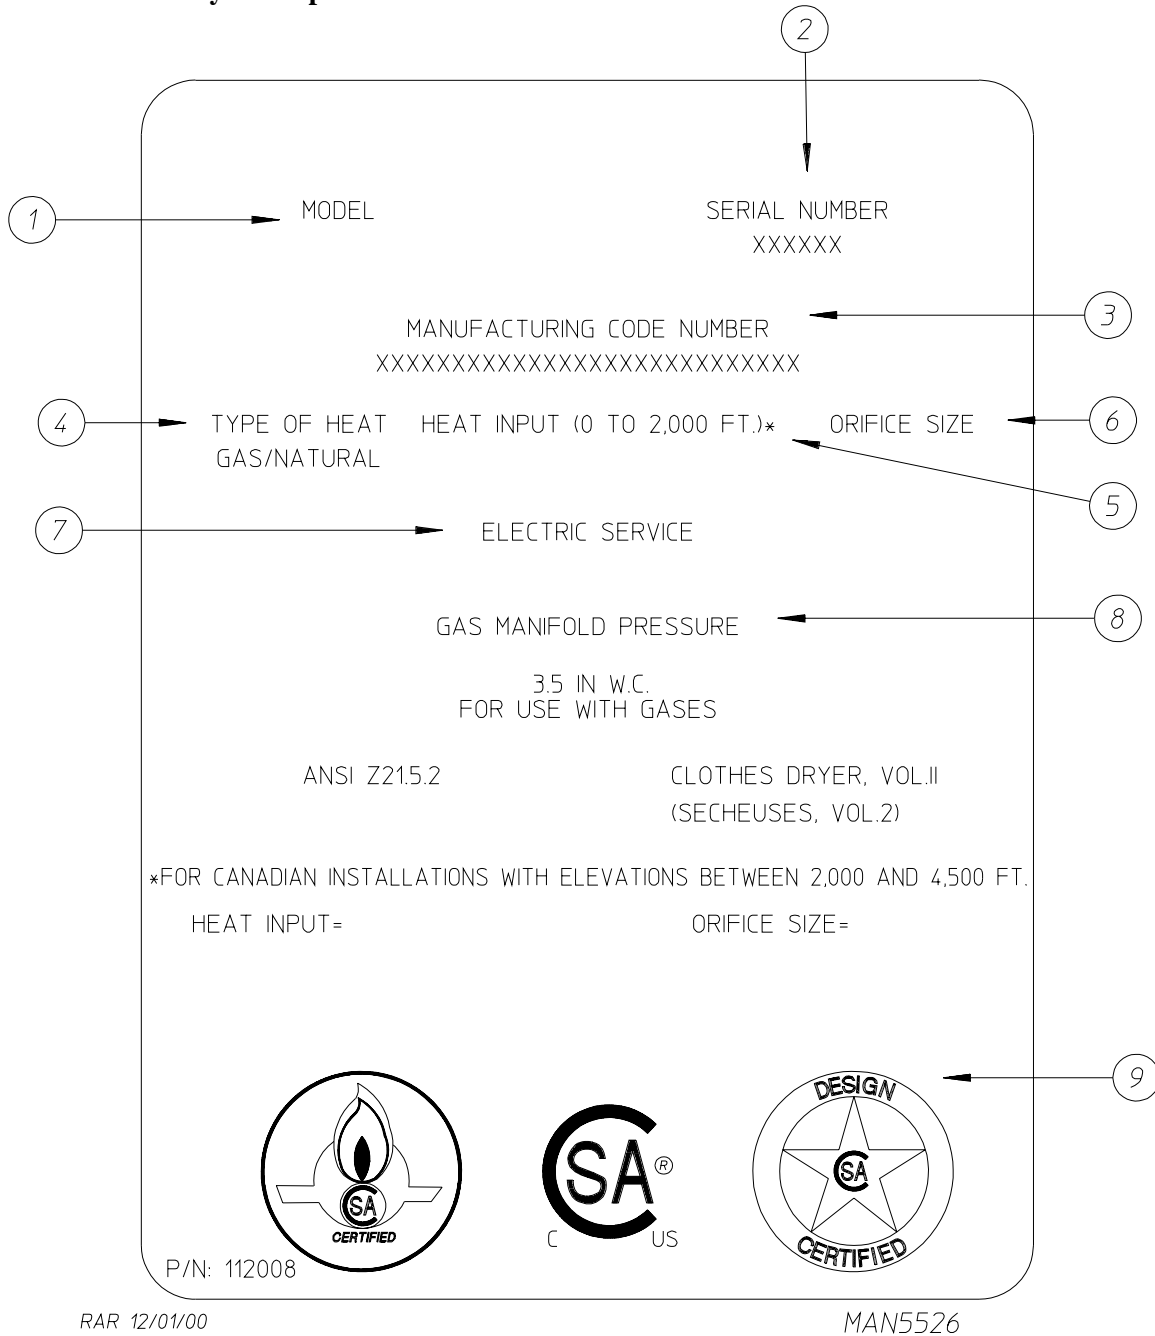 2
1
MODEL
SERIAL NUMBER
XXXXXX
3
MANUFACTURING CODE NUMBER
XXXXXXXXXXXXXXXXXXXXXXXXXXXX
4
TYPE OF HEAT
GAS/NATURAL
HEAT INPUT (0 TO 2,000 FT.)*
ORIFICE SIZE
6
5
7
ELECTRIC SERVICE
GAS MANIFOLD PRESSURE
8
3.5 IN W.C.
FOR USE WITH GASES
ANSI Z21.5.2
CLOTHES DRYER, VOL.II
(SECHEUSES, VOL.2)
*FOR CANADIAN INSTALLATIONS WITH ELEVATIONS BETWEEN 2,000 AND 4,500 FT.
HEAT INPUT=
ORIFICE SIZE=
9
CSA
CERTIFIED
CSA®
C US
DESIGN
CSA
CERTIFIED
P/N: 112008
RAR 12/01/00
MAN5526